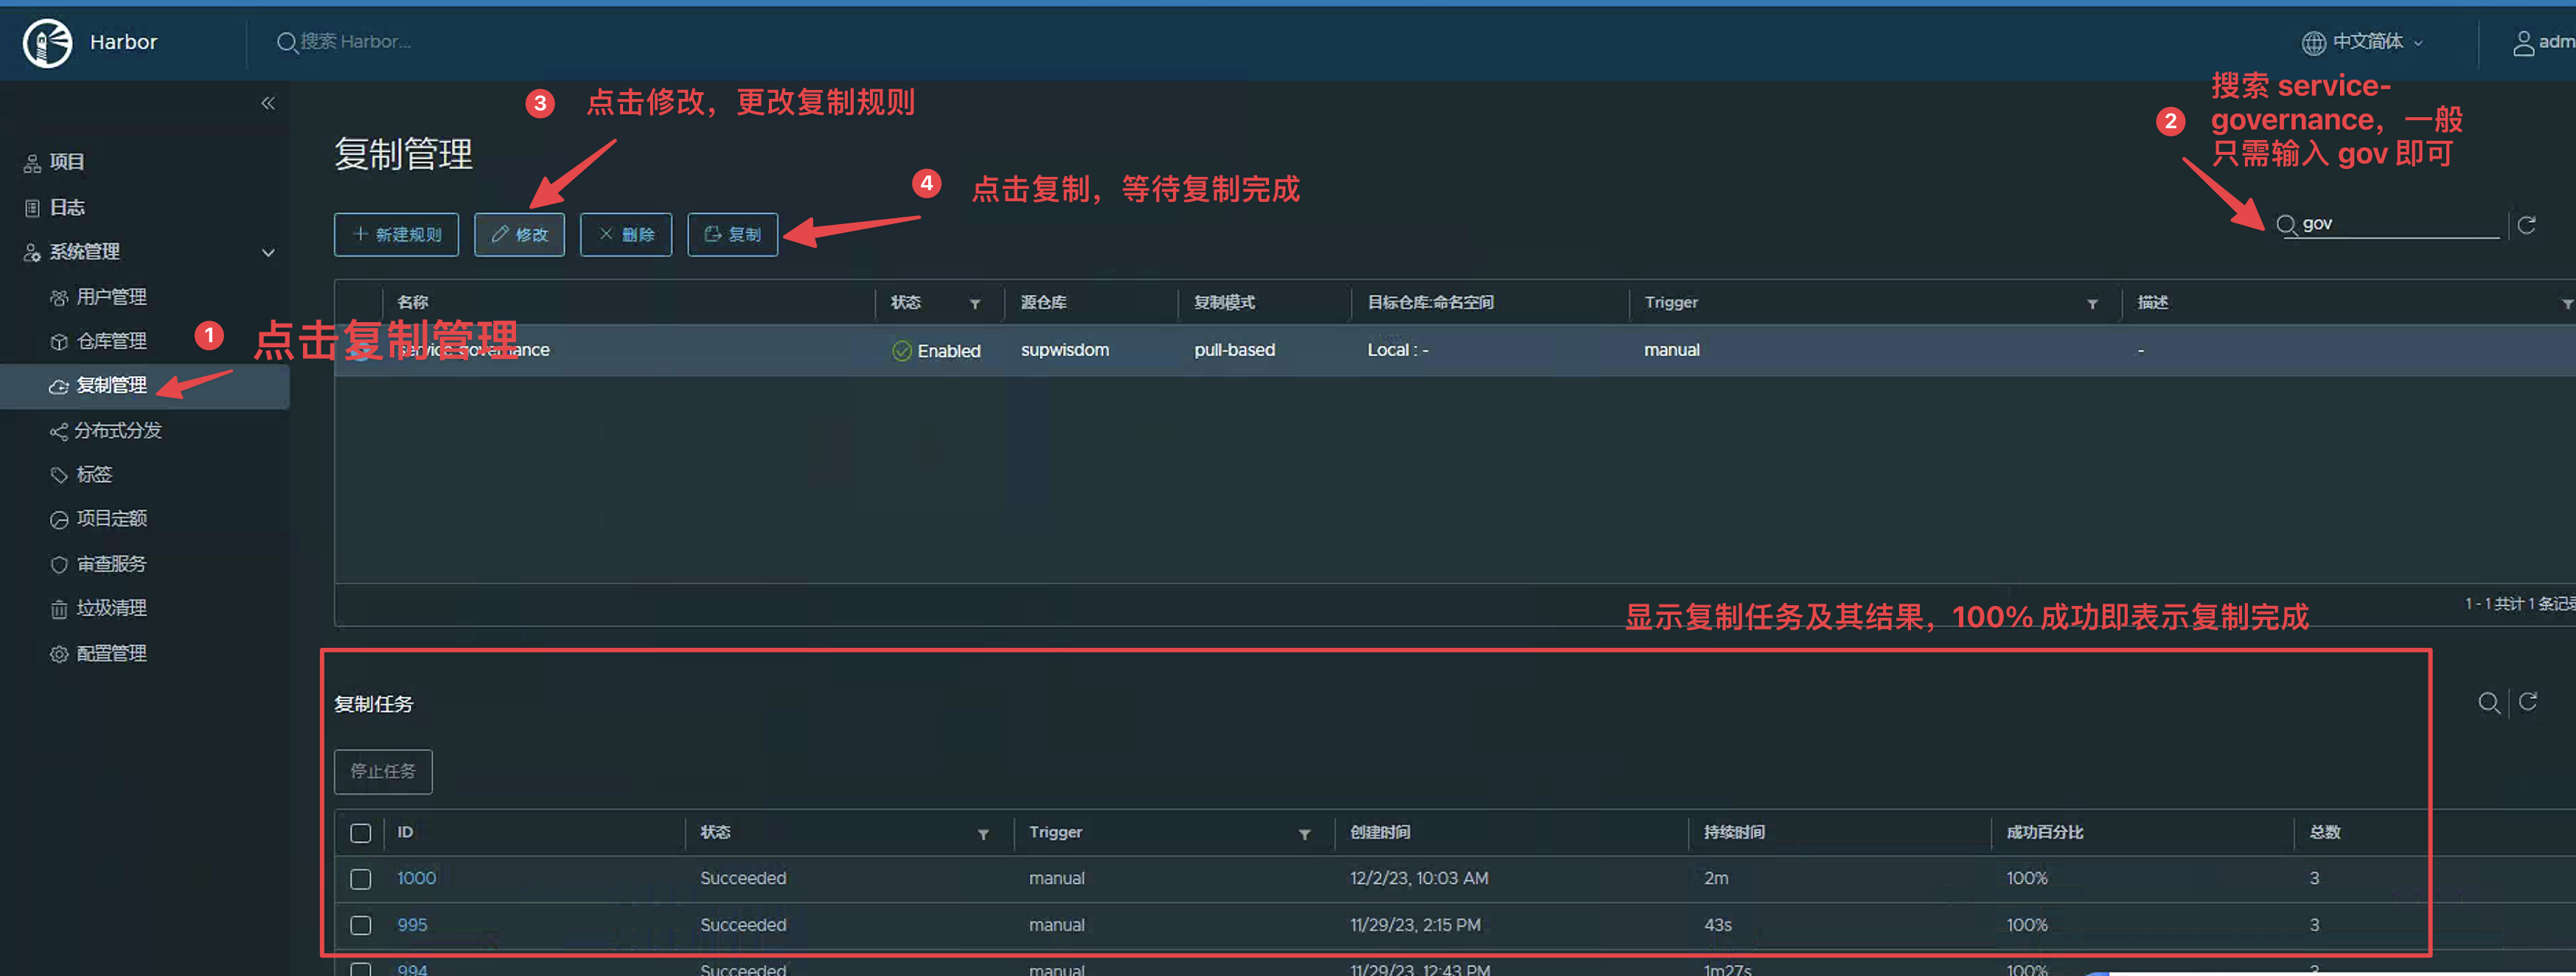 Harbor
搜索 Harbor...
中文简体
adm
3 点击修改，更改复制规则
2 搜索 service-
governance，一般
只需输入 gov 即可
复制管理
4 点击复制，等待复制完成
项目
日志
系统管理
用户管理
仓库管理
复制管理
分布式分发
标签
项目定额
审查服务
垃圾清理
配置管理
1 点击复制管理
新建规则 修改 删除 复制
gov
名称 状态 源仓库 复制模式 目标仓库:命名空间 Trigger 描述
service-governance Enabled supwisdom pull-based Local : - manual -
1 - 1 共计 1 条记录
显示复制任务及其结果，100% 成功即表示复制完成
复制任务
停止任务
ID 状态 Trigger 创建时间 持续时间 成功百分比 总数
1000 Succeeded manual 12/2/23, 10:03 AM 2m 100% 3
995 Succeeded manual 11/29/23, 2:15 PM 43s 100% 3
994 Succeeded manual 11/29/23, 12:43 PM 1m27s 100% 3